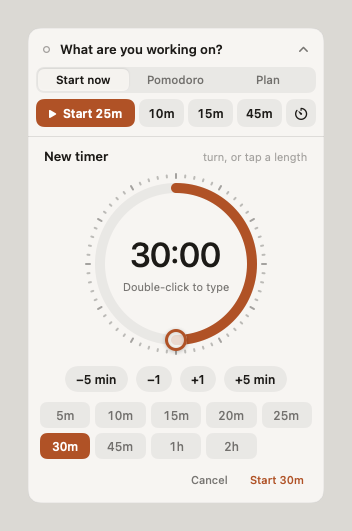 What are you working on?
Start now Pomodoro Plan
Start 25m 10m 15m 45m
New timer turn, or tap a length
30:00
Double-click to type
−5 min −1 +1 +5 min
5m 10m 15m 20m 25m
30m 45m 1h 2h
Cancel Start 30m